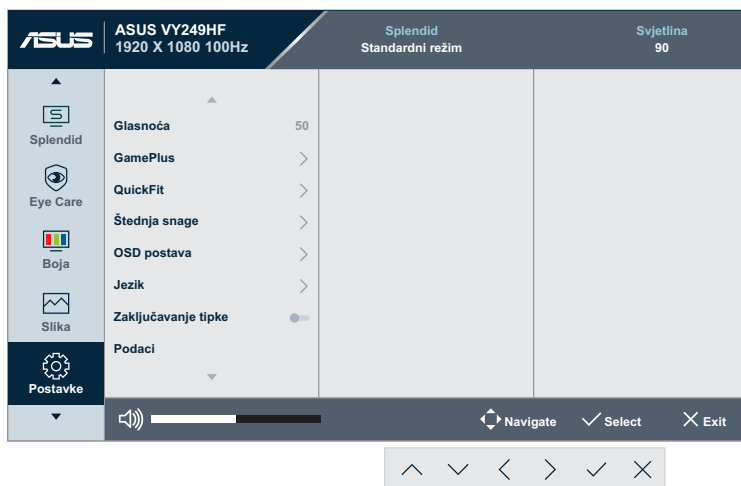 ASUS
ASUS VY249HF
1920 X 1080 100Hz
Splendid
Standardni režim
Svjetlina
90
Splendid
Eye Care
Boja
Slika
Postavke
Glasnoća 50
GamePlus
QuickFit
Štednja snage
OSD postava
Jezik
Zaključavanje tipke
Podaci
Navigate Select Exit